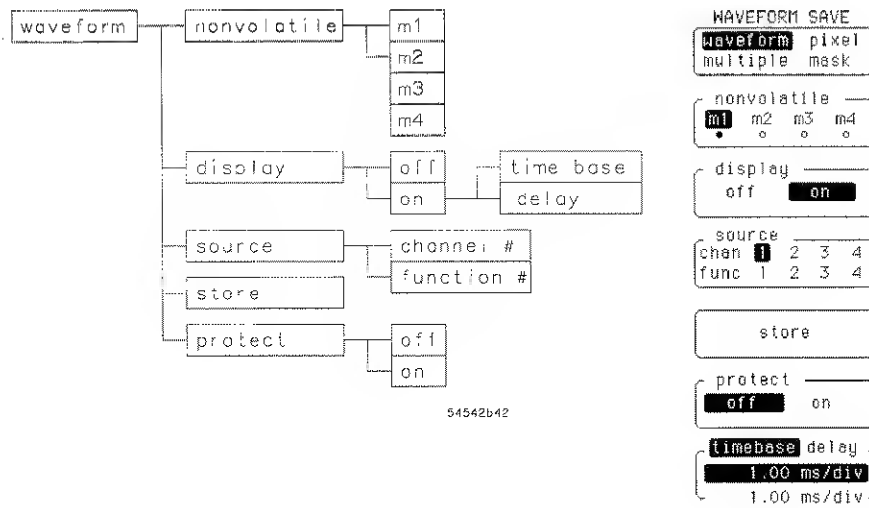 waveform
nonvolatile
m1
m2
m3
m4
display
off
on
time base
delay
source
channel #
function #
store
protect
off
on
54542b42
WAVEFORM SAVE
waveform pixel
multiple mask
nonvolatile
m1 m2 m3 m4
display
off on
source
chan 1 2 3 4
func 1 2 3 4
store
protect
off on
timebase delay
1.00 ms/div
1.00 ms/div